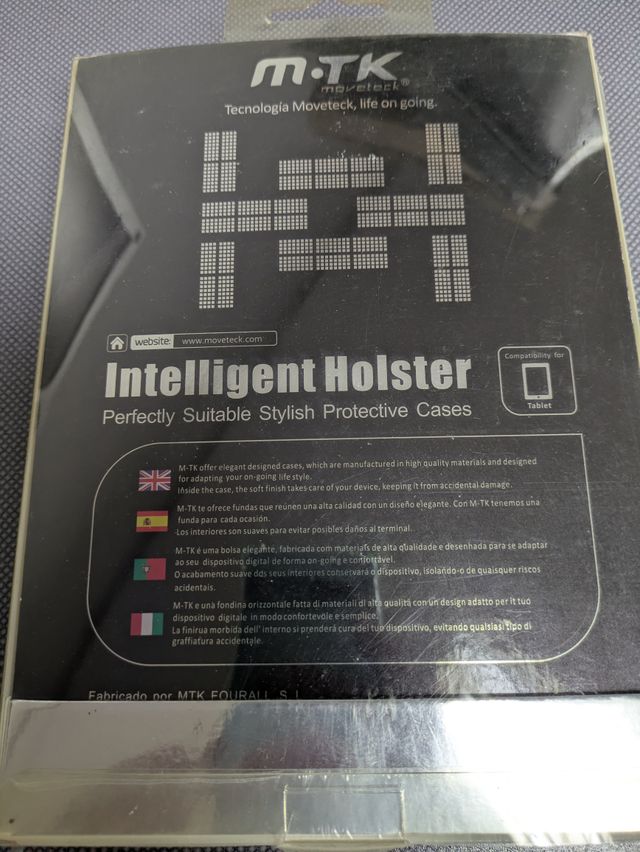 M·TK
moveteck®
Tecnología Moveteck, life on going.
website: www.moveteck.com
Intelligent Holster
Perfectly Suitable Stylish Protective Cases
Compatibility for
Tablet
M-TK offer elegant designed cases, which are manufactured in high quality materials and designed
for adapting your on-going life style.
Inside the case, the soft finish takes care of your device, keeping it from accidental damage.
M-TK te ofrece fundas que reúnen una alta calidad con un diseño elegante. Con M-TK tenemos una
funda para cada ocasión.
Los interiores son suaves para evitar posibles daños al terminal.
M-TK é uma bolsa elegante, fabricada com materials de alta qualidade e desenhada para se adaptar
ao seu dispositivo digital de forma on-going e confortável.
O acabamento suave dds seus interiores conservará o dispositivo, isolando-o de quaisquer riscos
acidentais.
M-TK e unà fondina orizzontale fatta di materiali di alta qualità con un design adatto per it tuo
dispositivo digitale in modo confortevole e semplice.
La finirua morbida dell' interno si prenderá cura del tuo dispositivo, evitando qualsiasi tipo di
graffiatura accidentale.
Fabricado por MTK FOURALL S.L